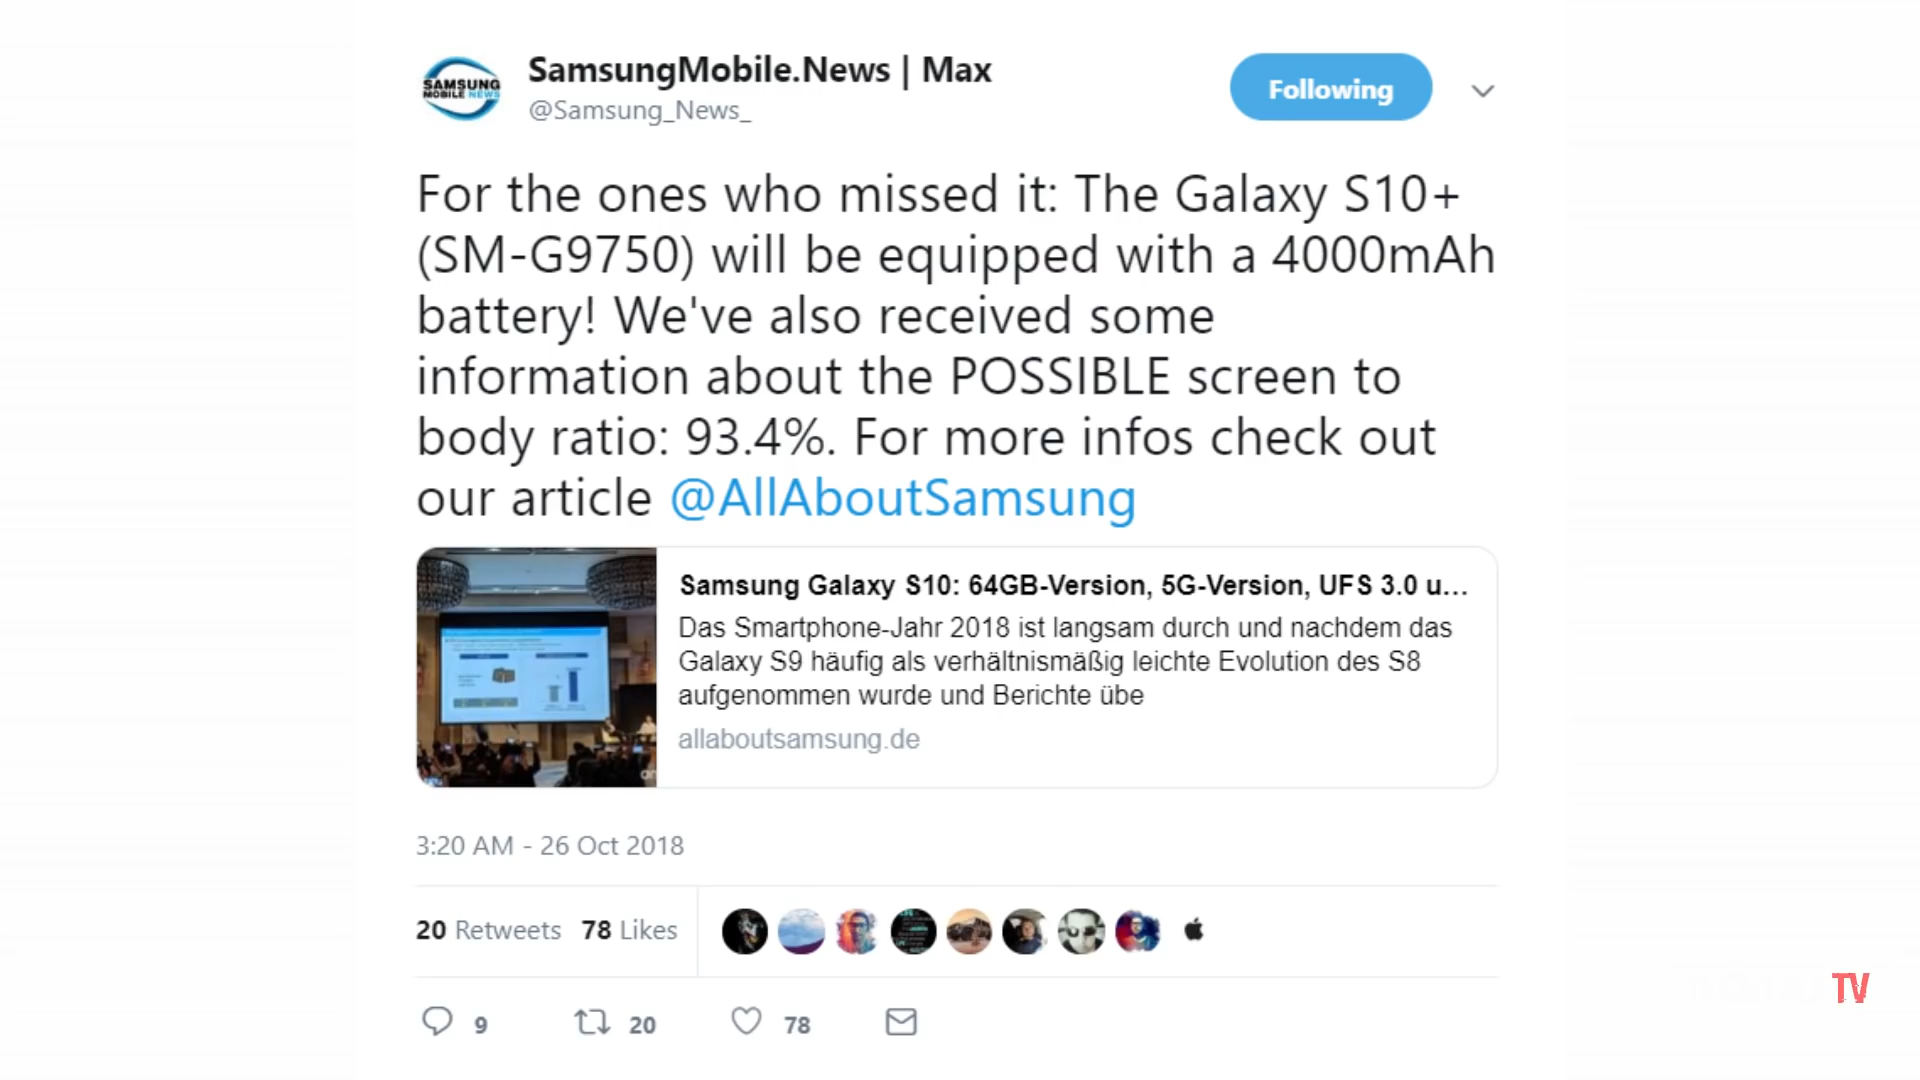 SAMSUNG
MOBILE NEWS
SamsungMobile.News | Max
@Samsung_News_
Following
For the ones who missed it: The Galaxy S10+
(SM-G9750) will be equipped with a 4000mAh
battery! We've also received some
information about the POSSIBLE screen to
body ratio: 93.4%. For more infos check out
our article @AllAboutSamsung
Samsung Galaxy S10: 64GB-Version, 5G-Version, UFS 3.0 u...
Das Smartphone-Jahr 2018 ist langsam durch und nachdem das
Galaxy S9 häufig als verhältnismäßig leichte Evolution des S8
aufgenommen wurde und Berichte übe
allaboutsamsung.de
3:20 AM - 26 Oct 2018
20 Retweets 78 Likes
9 20 78
TV